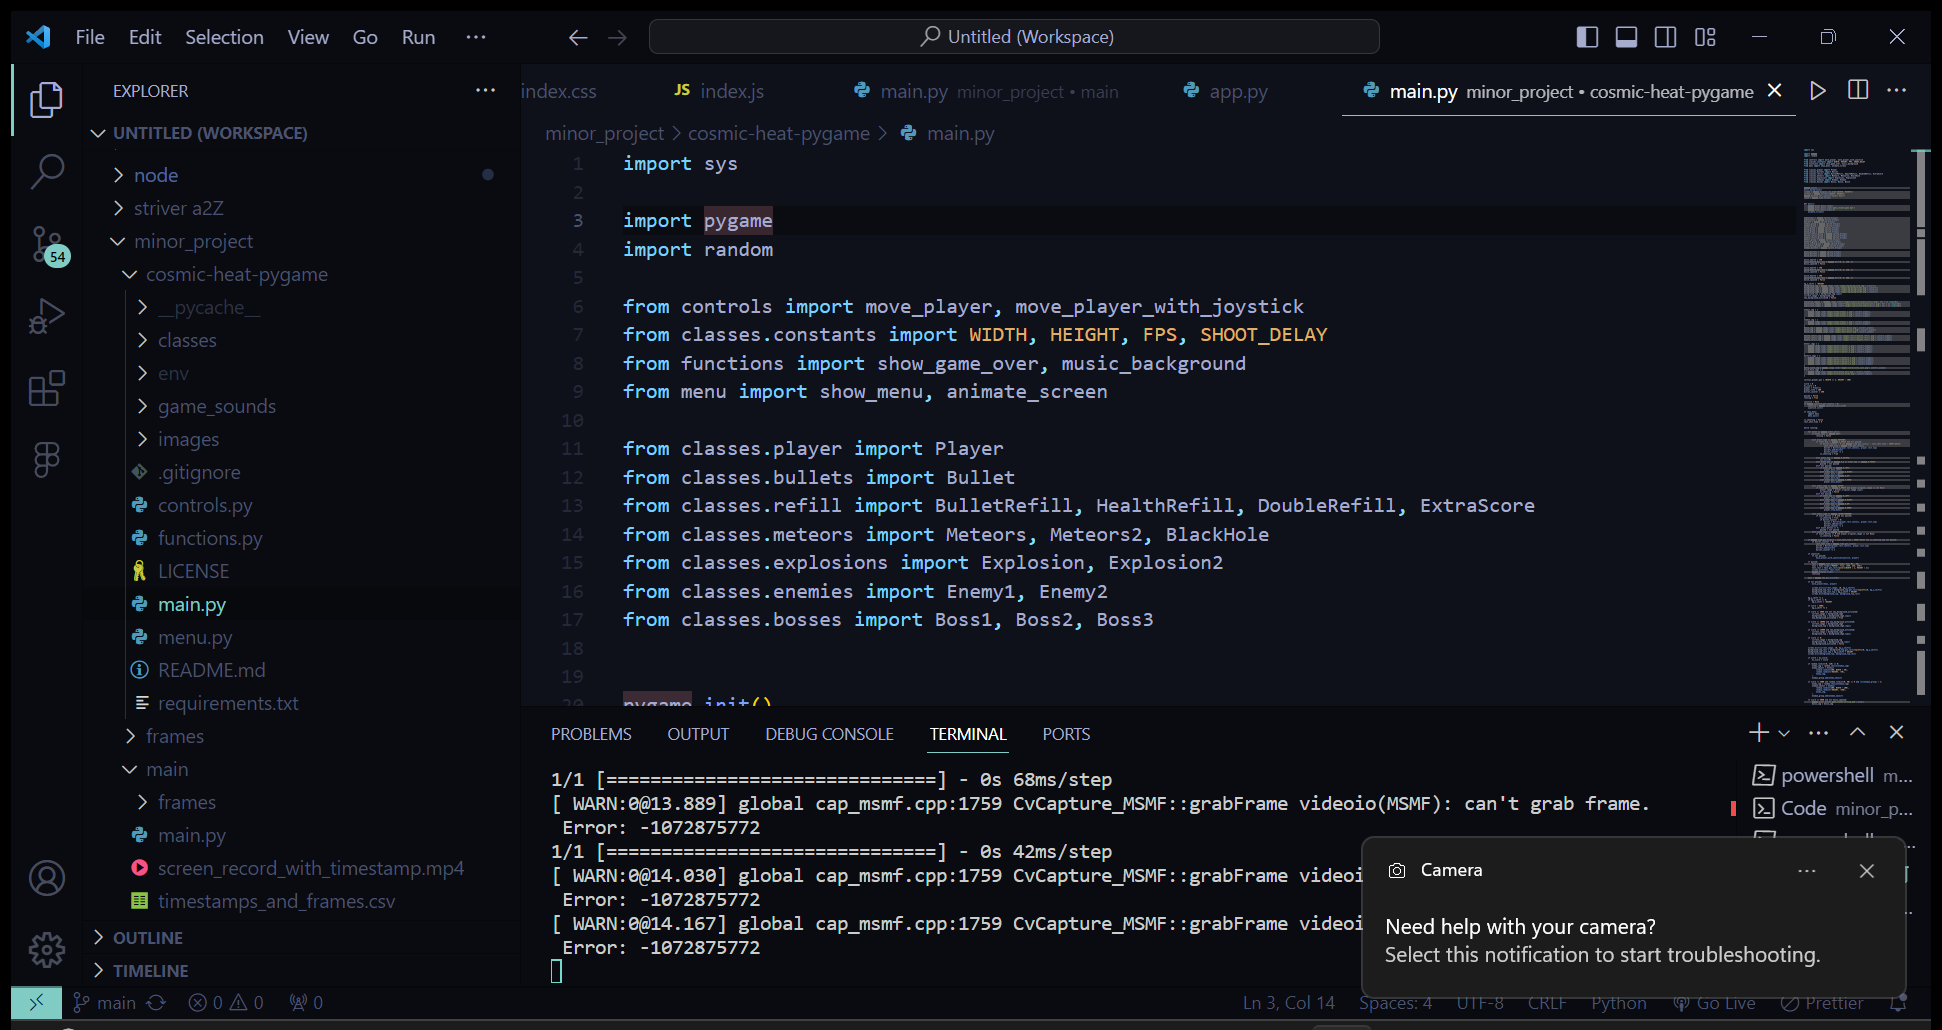 File Edit Selection View Go Run ···
Untitled (Workspace)
EXPLORER
UNTITLED (WORKSPACE)
node
striver a2Z
minor_project
cosmic-heat-pygame
__pycache__
classes
env
game_sounds
images
.gitignore
controls.py
functions.py
LICENSE
main.py
menu.py
README.md
requirements.txt
frames
main
frames
main.py
screen_record_with_timestamp.mp4
timestamps_and_frames.csv
OUTLINE
TIMELINE
54
index.css JS index.js main.py minor_project • main app.py main.py minor_project • cosmic-heat-pygame
minor_project > cosmic-heat-pygame > main.py
1 import sys
2
3 import pygame
4 import random
5
6 from controls import move_player, move_player_with_joystick
7 from classes.constants import WIDTH, HEIGHT, FPS, SHOOT_DELAY
8 from functions import show_game_over, music_background
9 from menu import show_menu, animate_screen
10
11 from classes.player import Player
12 from classes.bullets import Bullet
13 from classes.refill import BulletRefill, HealthRefill, DoubleRefill, ExtraScore
14 from classes.meteors import Meteors, Meteors2, BlackHole
15 from classes.explosions import Explosion, Explosion2
16 from classes.enemies import Enemy1, Enemy2
17 from classes.bosses import Boss1, Boss2, Boss3
18
19
20 pygame.init()
PROBLEMS OUTPUT DEBUG CONSOLE TERMINAL PORTS
1/1 [==============================] - 0s 68ms/step
[ WARN:0@13.889] global cap_msmf.cpp:1759 CvCapture_MSMF::grabFrame videoio(MSMF): can't grab frame.
Error: -1072875772
1/1 [==============================] - 0s 42ms/step
[ WARN:0@14.030] global cap_msmf.cpp:1759 CvCapture_MSMF::grabFrame videoi
Error: -1072875772
[ WARN:0@14.167] global cap_msmf.cpp:1759 CvCapture_MSMF::grabFrame videoi
Error: -1072875772
powershell m...
Code minor_p...
Camera
Need help with your camera?
Select this notification to start troubleshooting.
main 0 0 0
Ln 3, Col 14 Spaces: 4 UTF-8 CRLF Python Go Live Prettier